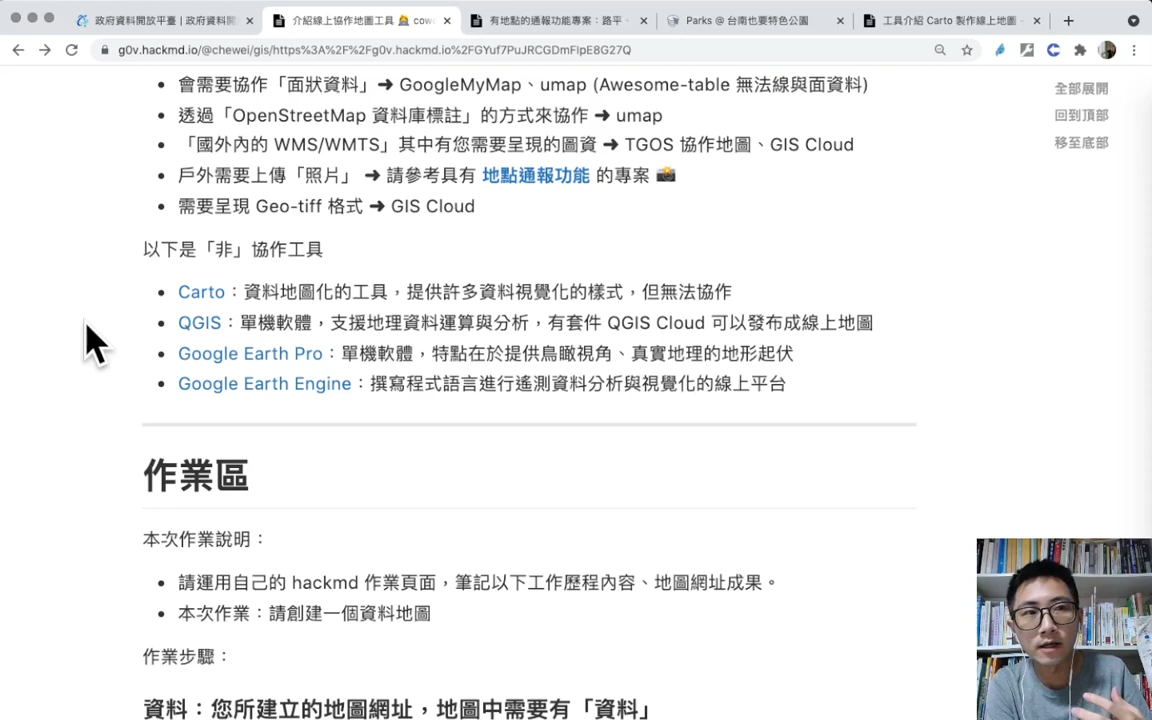 政府資料開放平臺 | 政府資料開
介紹線上協作地圖工具 👩‍🌾 cow
有地點的通報功能專案：路平
Parks @ 台南也要特色公園
工具介紹 Carto 製作線上地圖
g0v.hackmd.io/@chewei/gis/https%3A%2F%2Fg0v.hackmd.io%2FGYuf7PuJRCGDmFlpE8G27Q
會需要協作「面狀資料」➜ GoogleMyMap、umap (Awesome-table 無法線與面資料)
透過「OpenStreetMap 資料庫標註」的方式來協作 ➜ umap
「國外內的 WMS/WMTS」其中有您需要呈現的圖資 ➜ TGOS 協作地圖、GIS Cloud
戶外需要上傳「照片」 ➜ 請參考具有 地點通報功能 的專案 📸
需要呈現 Geo-tiff 格式 ➜ GIS Cloud
全部展開
回到頂部
移至底部
以下是「非」協作工具
Carto：資料地圖化的工具，提供許多資料視覺化的樣式，但無法協作
QGIS：單機軟體，支援地理資料運算與分析，有套件 QGIS Cloud 可以發布成線上地圖
Google Earth Pro：單機軟體，特點在於提供鳥瞰視角、真實地理的地形起伏
Google Earth Engine：撰寫程式語言進行遙測資料分析與視覺化的線上平台
作業區
本次作業說明：
請運用自己的 hackmd 作業頁面，筆記以下工作歷程內容、地圖網址成果。
本次作業：請創建一個資料地圖
作業步驟：
資料：您所建立的地圖網址，地圖中需要有「資料」